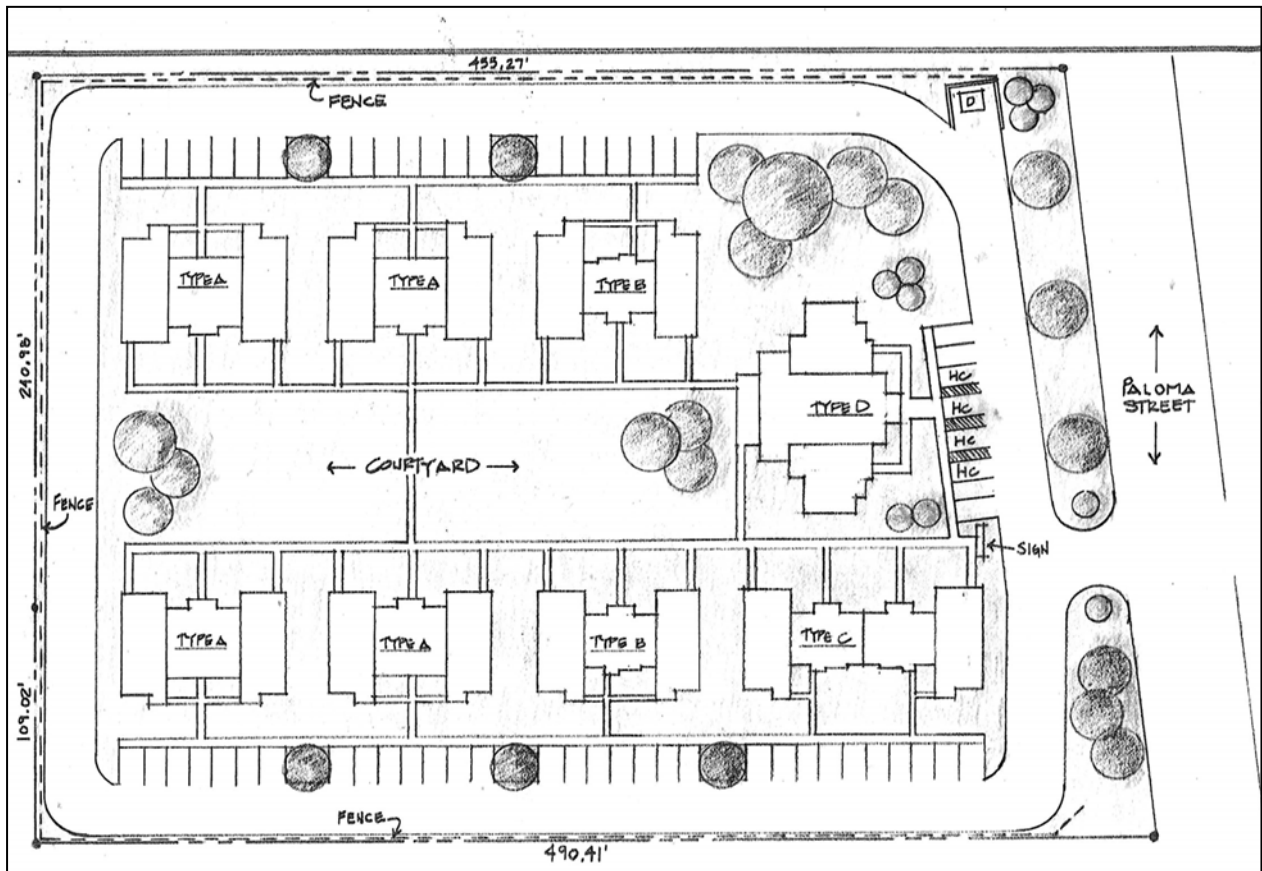 455.27'
FENCE
D
TYPE A
TYPE A
TYPE B
240.98'
HC
HC
HC
HC
PALOMA
STREET
TYPE D
COURTYARD
FENCE
SIGN
TYPE A
TYPE A
TYPE B
TYPE C
109.02'
FENCE
490.41'